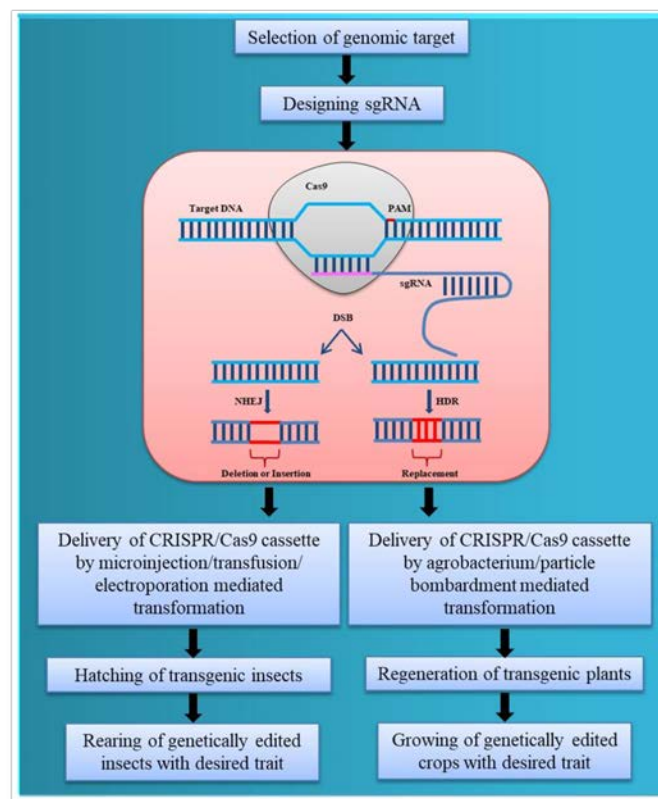 Selection of genomic target
Designing sgRNA
Cas9
Target DNA
PAM
sgRNA
DSB
NHEJ
HDR
Deletion or Insertion
Replacement
Delivery of CRISPR/Cas9 cassette
by microinjection/transfusion/
electroporation mediated
transformation
Delivery of CRISPR/Cas9 cassette
by agrobacterium/particle
bombardment mediated
transformation
Hatching of transgenic insects
Regeneration of transgenic plants
Rearing of genetically edited
insects with desired trait
Growing of genetically edited
crops with desired trait